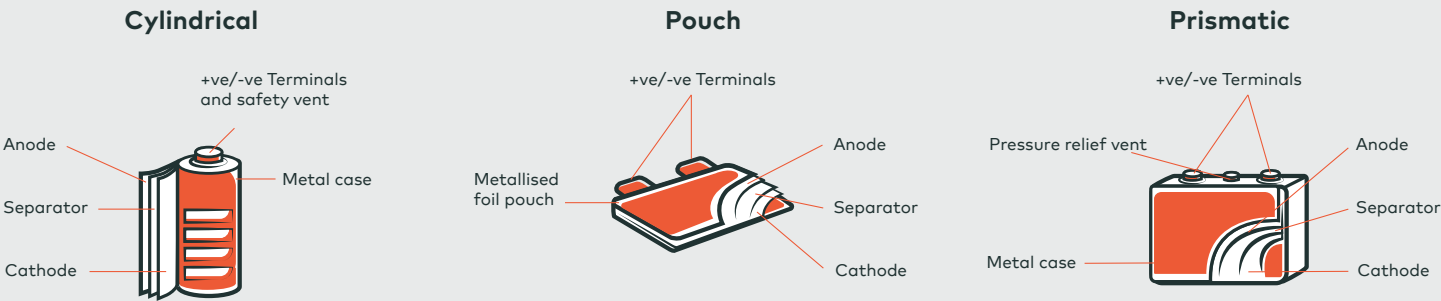 Cylindrical
+ve/-ve Terminals
and safety vent
Anode
Metal case
Separator
Cathode
Pouch
+ve/-ve Terminals
Anode
Metallised
foil pouch
Separator
Cathode
Prismatic
+ve/-ve Terminals
Pressure relief vent
Anode
Separator
Metal case
Cathode